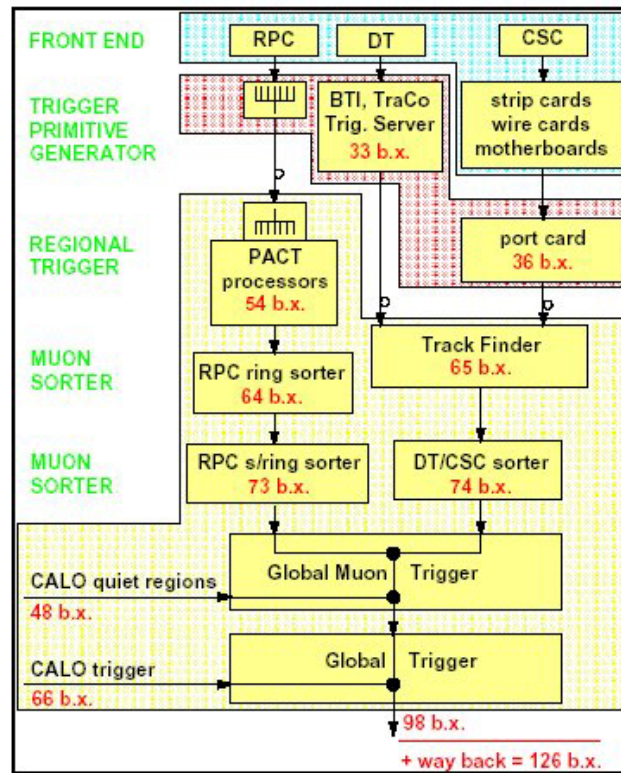 FRONT END
RPC
DT
CSC
TRIGGER
PRIMITIVE
GENERATOR
BTI, TraCo
Trig. Server
33 b.x.
strip cards
wire cards
motherboards
REGIONAL
TRIGGER
PACT
processors
54 b.x.
port card
36 b.x.
MUON
SORTER
RPC ring sorter
64 b.x.
Track Finder
65 b.x.
MUON
SORTER
RPC s/ring sorter
73 b.x.
DT/CSC sorter
74 b.x.
Global Muon Trigger
CALO quiet regions
48 b.x.
Global Trigger
CALO trigger
66 b.x.
98 b.x.
+ way back = 126 b.x.